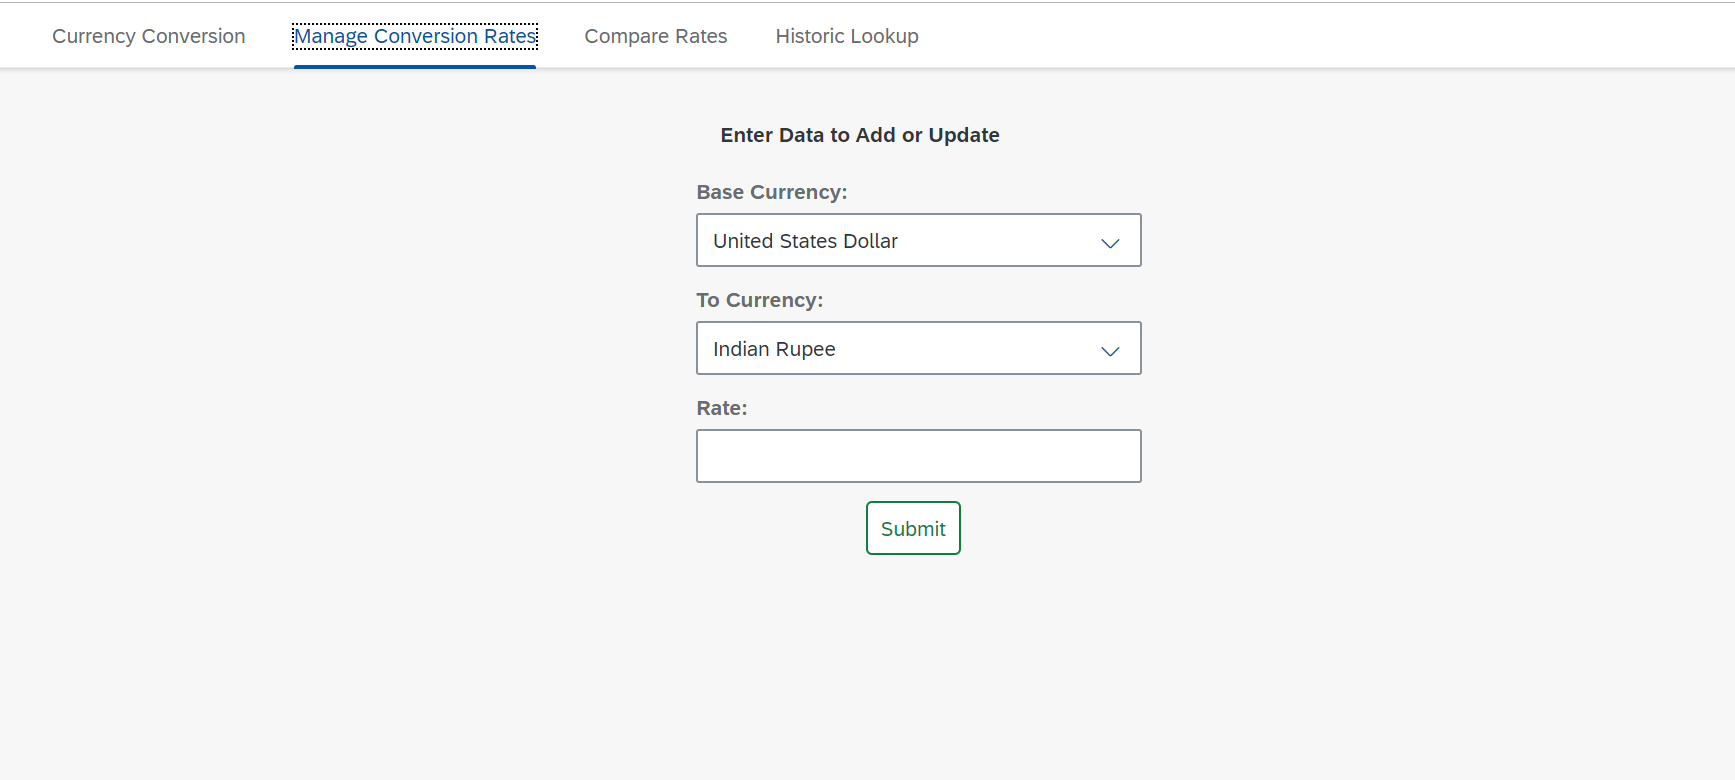 Currency Conversion Manage Conversion Rates Compare Rates Historic Lookup
Enter Data to Add or Update
Base Currency:
United States Dollar
To Currency:
Indian Rupee
Rate:
Submit